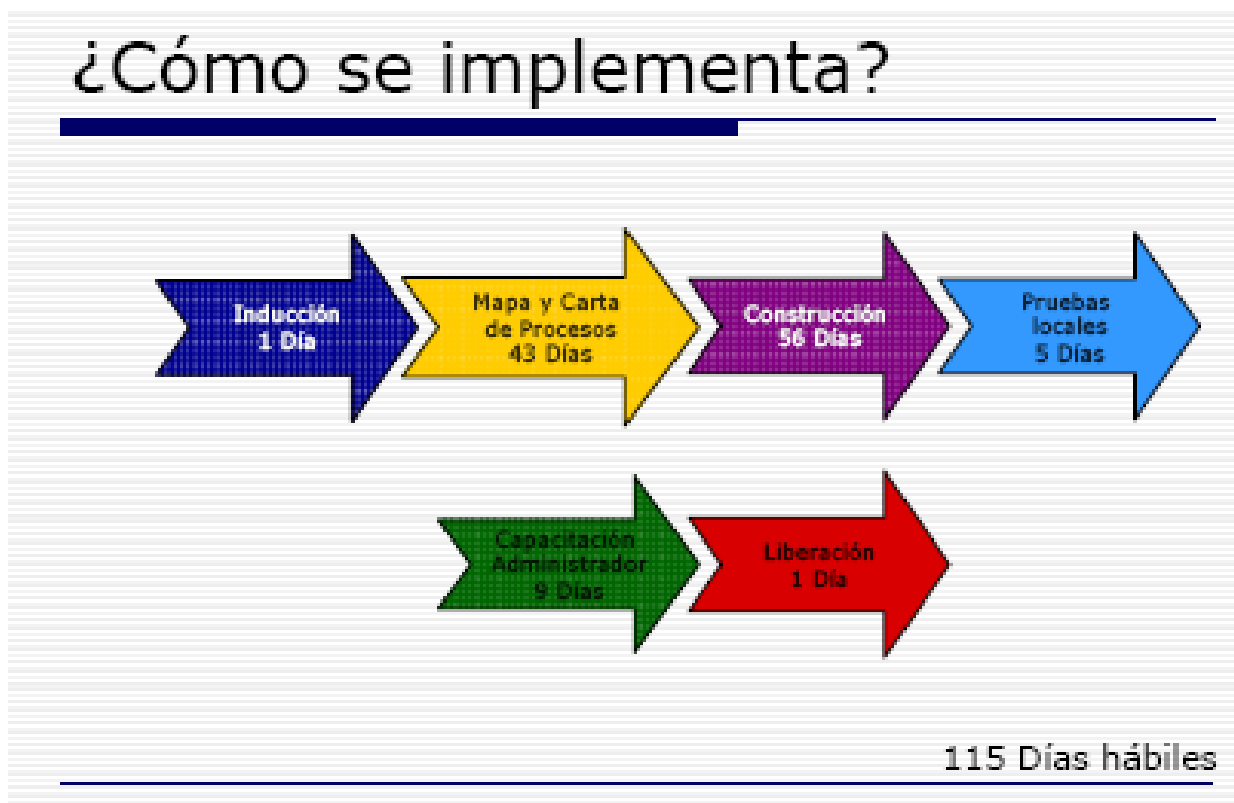 ¿Cómo se implementa?
Inducción
1 Día
Mapa y Carta
de Procesos
43 Días
Construcción
56 Días
Pruebas
locales
5 Días
Capacitación
Administrador
9 Días
Liberación
1 Día
115 Días hábiles